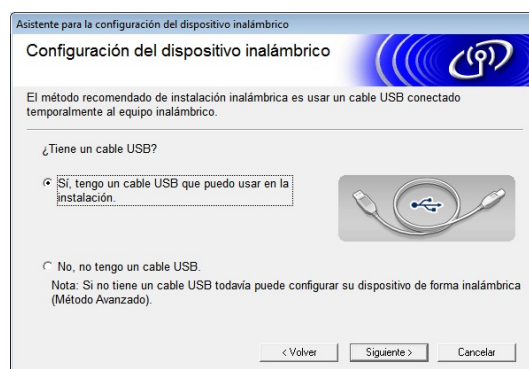 Asistente para la configuración del dispositivo inalámbrico
Configuración del dispositivo inalámbrico
El método recomendado de instalación inalámbrica es usar un cable USB conectado
temporalmente al equipo inalámbrico.
¿Tiene un cable USB?
Sí, tengo un cable USB que puedo usar en la
instalación.
No, no tengo un cable USB.
Nota: Si no tiene un cable USB todavía puede configurar su dispositivo de forma inalámbrica
(Método Avanzado).
< Volver
Siguiente >
Cancelar